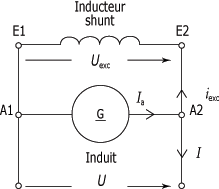 Inducteur
shunt
E1
E2
Uexc
Ia
iexc
A1
G
A2
Induit
I
U